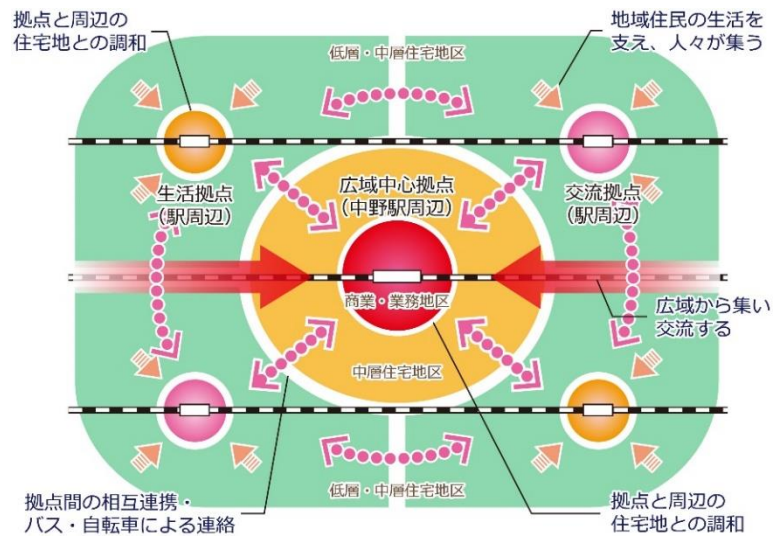 拠点と周辺の
住宅地との調和
地域住民の生活を
支え、人々が集う
低層・中層住宅地区
生活拠点
(駅周辺)
広域中心拠点
(中野駅周辺)
交流拠点
(駅周辺)
商業・業務地区
広域から集い
交流する
中層住宅地区
低層・中層住宅地区
拠点間の相互連携・
バス・自転車による連絡
拠点と周辺の
住宅地との調和